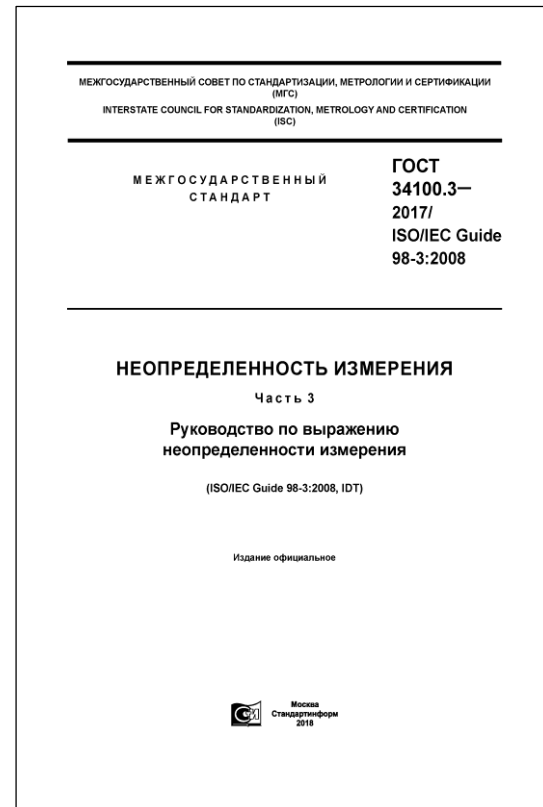 МЕЖГОСУДАРСТВЕННЫЙ СОВЕТ ПО СТАНДАРТИЗАЦИИ, МЕТРОЛОГИИ И СЕРТИФИКАЦИИ
(МГС)
INTERSTATE COUNCIL FOR STANDARDIZATION, METROLOGY AND CERTIFICATION
(ISC)
МЕЖГОСУДАРСТВЕННЫЙ
СТАНДАРТ
ГОСТ
34100.3—
2017/
ISO/IEC Guide
98-3:2008
НЕОПРЕДЕЛЕННОСТЬ ИЗМЕРЕНИЯ
Часть 3
Руководство по выражению
неопределенности измерения
(ISO/IEC Guide 98-3:2008, IDT)
Издание официальное
Москва
Стандартинформ
2018